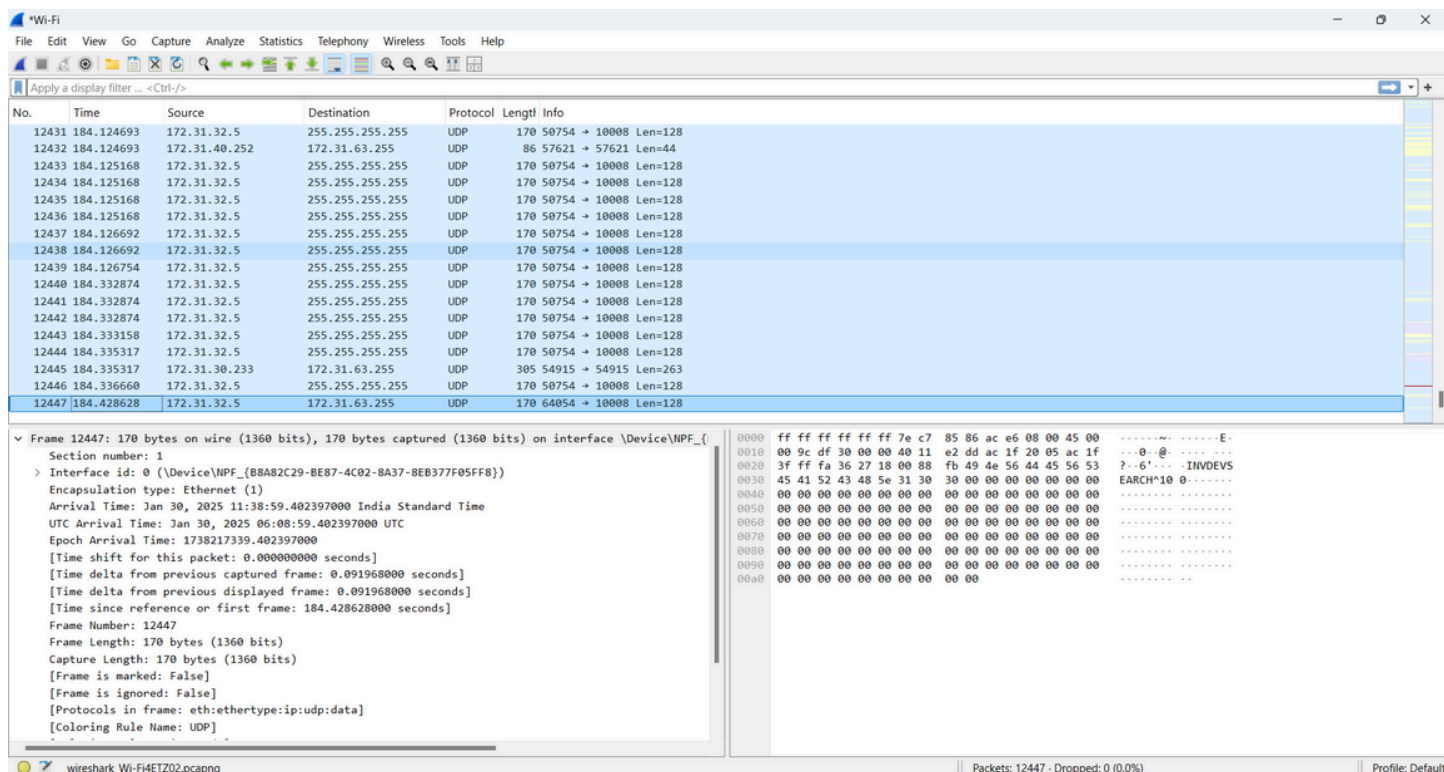 *Wi-Fi
File Edit View Go Capture Analyze Statistics Telephony Wireless Tools Help
Apply a display filter ... <Ctrl-/>
No. Time Source Destination Protocol Lengtl Info
12431 184.124693 172.31.32.5 255.255.255.255 UDP 170 50754 → 10008 Len=128
12432 184.124693 172.31.40.252 172.31.63.255 UDP 86 57621 → 57621 Len=44
12433 184.125168 172.31.32.5 255.255.255.255 UDP 170 50754 → 10008 Len=128
12434 184.125168 172.31.32.5 255.255.255.255 UDP 170 50754 → 10008 Len=128
12435 184.125168 172.31.32.5 255.255.255.255 UDP 170 50754 → 10008 Len=128
12436 184.125168 172.31.32.5 255.255.255.255 UDP 170 50754 → 10008 Len=128
12437 184.126692 172.31.32.5 255.255.255.255 UDP 170 50754 → 10008 Len=128
12438 184.126692 172.31.32.5 255.255.255.255 UDP 170 50754 → 10008 Len=128
12439 184.126754 172.31.32.5 255.255.255.255 UDP 170 50754 → 10008 Len=128
12440 184.332874 172.31.32.5 255.255.255.255 UDP 170 50754 → 10008 Len=128
12441 184.332874 172.31.32.5 255.255.255.255 UDP 170 50754 → 10008 Len=128
12442 184.332874 172.31.32.5 255.255.255.255 UDP 170 50754 → 10008 Len=128
12443 184.333158 172.31.32.5 255.255.255.255 UDP 170 50754 → 10008 Len=128
12444 184.335317 172.31.32.5 255.255.255.255 UDP 170 50754 → 10008 Len=128
12445 184.335317 172.31.30.233 172.31.63.255 UDP 305 54915 → 54915 Len=263
12446 184.336660 172.31.32.5 255.255.255.255 UDP 170 50754 → 10008 Len=128
12447 184.428628 172.31.32.5 172.31.63.255 UDP 170 64054 → 10008 Len=128
Frame 12447: 170 bytes on wire (1360 bits), 170 bytes captured (1360 bits) on interface \Device\NPF_{
Section number: 1
Interface id: 0 (\Device\NPF_{B8A82C29-BE87-4C02-8A37-8EB377F05FF8})
Encapsulation type: Ethernet (1)
Arrival Time: Jan 30, 2025 11:38:59.402397000 India Standard Time
UTC Arrival Time: Jan 30, 2025 06:08:59.402397000 UTC
Epoch Arrival Time: 1738217339.402397000
[Time shift for this packet: 0.000000000 seconds]
[Time delta from previous captured frame: 0.091968000 seconds]
[Time delta from previous displayed frame: 0.091968000 seconds]
[Time since reference or first frame: 184.428628000 seconds]
Frame Number: 12447
Frame Length: 170 bytes (1360 bits)
Capture Length: 170 bytes (1360 bits)
[Frame is marked: False]
[Frame is ignored: False]
[Protocols in frame: eth:ethertype:ip:udp:data]
[Coloring Rule Name: UDP]
0000 ff ff ff ff ff ff 7e c7 85 86 ac e6 08 00 45 00 ······~· ······E·
0010 00 9c df 30 00 00 40 11 e2 dd ac 1f 20 05 ac 1f ···0··@· ···· ···
0020 3f ff fa 36 27 18 00 88 fb 49 4e 56 44 45 56 53 ?··6'··· ·INVDEVS
0030 45 41 52 43 48 5e 31 30 30 00 00 00 00 00 00 00 EARCH^10 0·······
0040 00 00 00 00 00 00 00 00 00 00 00 00 00 00 00 00 ········ ········
0050 00 00 00 00 00 00 00 00 00 00 00 00 00 00 00 00 ········ ········
0060 00 00 00 00 00 00 00 00 00 00 00 00 00 00 00 00 ········ ········
0070 00 00 00 00 00 00 00 00 00 00 00 00 00 00 00 00 ········ ········
0080 00 00 00 00 00 00 00 00 00 00 00 00 00 00 00 00 ········ ········
0090 00 00 00 00 00 00 00 00 00 00 00 00 00 00 00 00 ········ ········
00a0 00 00 00 00 00 00 00 00 00 00 ········ ··
wireshark_Wi-Fi4ETZ02.pcapng Packets: 12447 · Dropped: 0 (0.0%) Profile: Default